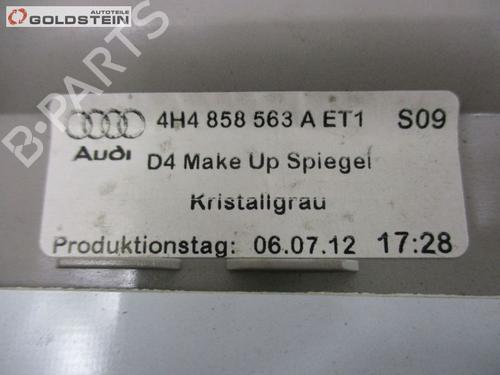 AUTOTEILE
GOLDSTEIN
B-PARTS
4H4 858 563 A ET1 S09
Audi D4 Make Up Spiegel
Kristallgrau
Produktionstag: 06.07.12 17:28